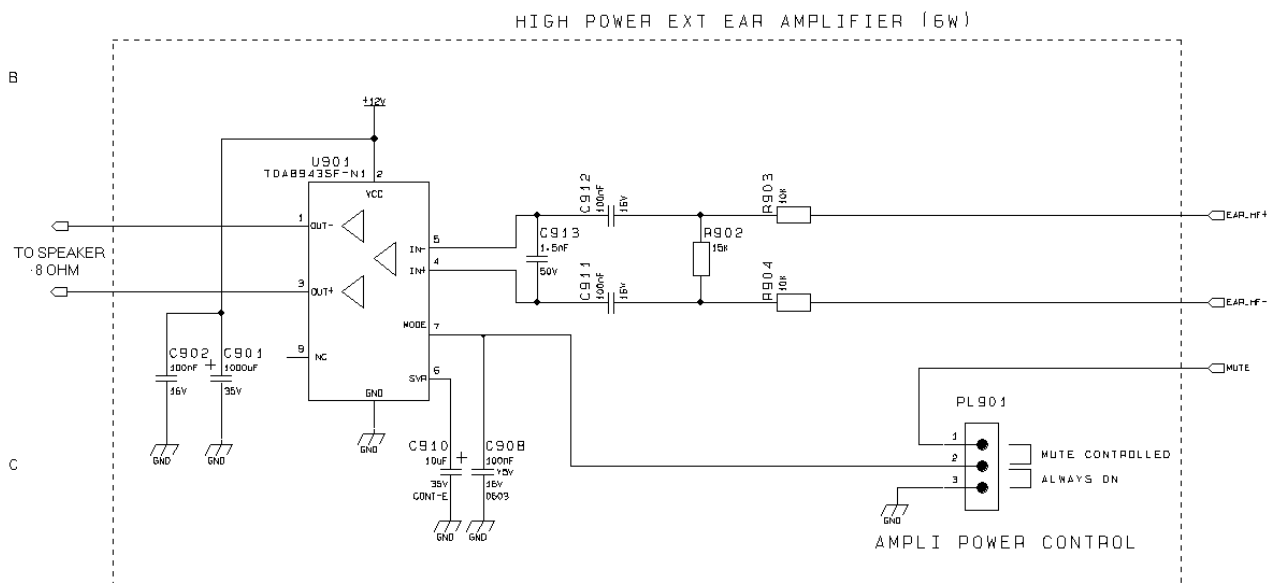 HIGH POWER EXT EAR AMPLIFIER (6W)
B
+12V
U901
TDA8943SF-N1
2
VCC
1
OUT-
TO SPEAKER
8 OHM
3
OUT+
5
IN-
4
IN+
MODE
7
9
NC
SVR
6
GND
GND
C912
100nF
16V
C913
1.5nF
50V
C911
100nF
16V
R902
15K
R903
10K
R904
10K
EAR_HF+
EAR_HF-
MUTE
C902
100nF
16V
GND
+
C901
1000uF
35V
GND
C910
10uF
35V
CONT-E
+
GND
C908
100nF
Y5V
16V
0603
GND
PL901
1
2
3
MUTE CONTROLLED
ALWAYS ON
GND
AMPLI POWER CONTROL
C